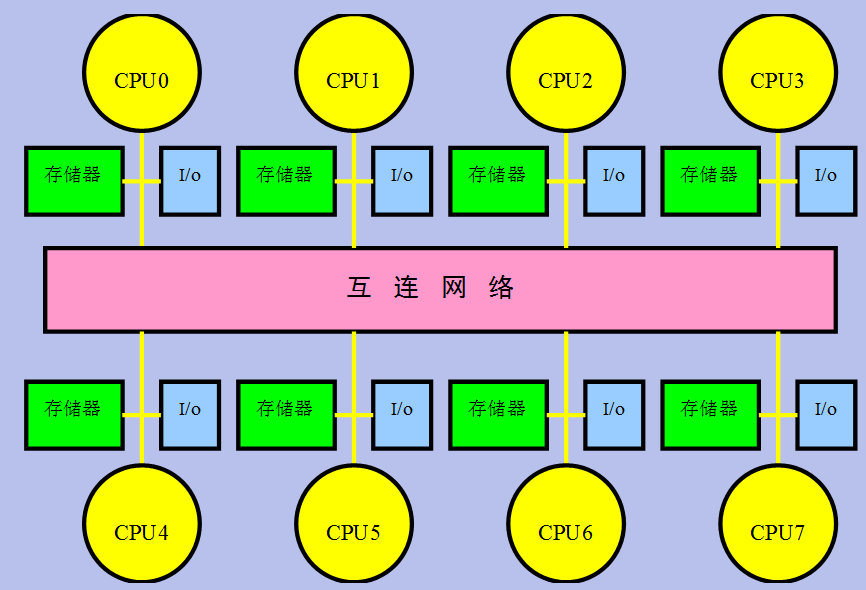 CPU0 CPU1 CPU2 CPU3
存储器 I/o 存储器 I/o 存储器 I/o 存储器 I/o
互 连 网 络
存储器 I/o 存储器 I/o 存储器 I/o 存储器 I/o
CPU4 CPU5 CPU6 CPU7